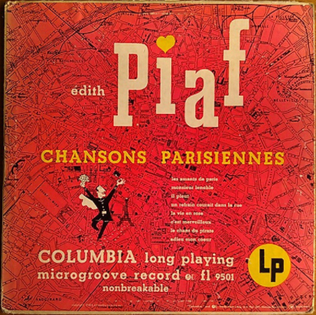 édith Piaf
CHANSONS PARISIENNES
les amants de paris
monsieur lenoble
il pleut
un refrain courait dans la rue
la vie en rose
c'est merveilleux
le chant du pirate
adieu mon coeur
COLUMBIA long playing
microgroove record fl 9501
nonbreakable
Lp